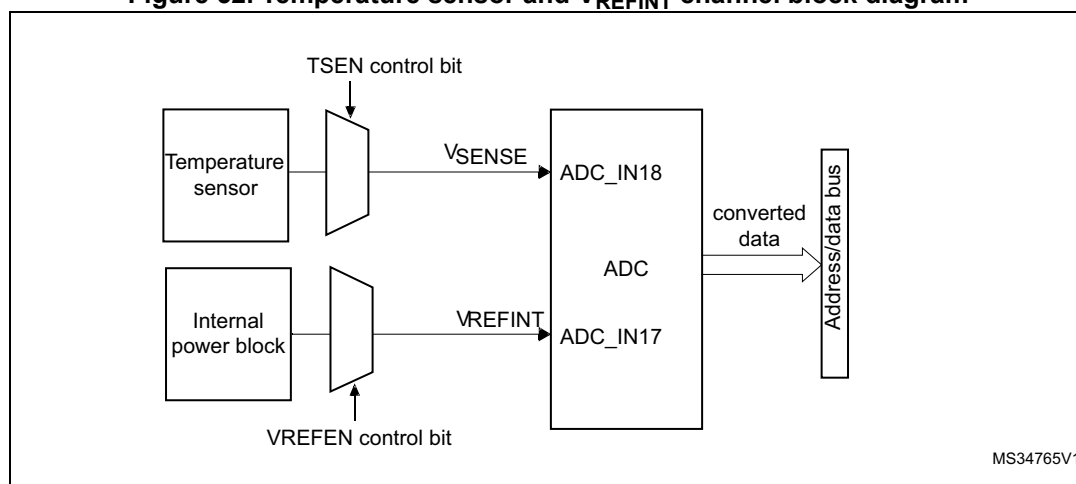 Figure 32. Temperature sensor and VREFINT channel block diagram
TSEN control bit
Temperature
sensor
VSENSE
ADC_IN18
converted
data
Address/data bus
ADC
Internal
power block
VREFINT
ADC_IN17
VREFEN control bit
MS34765V1